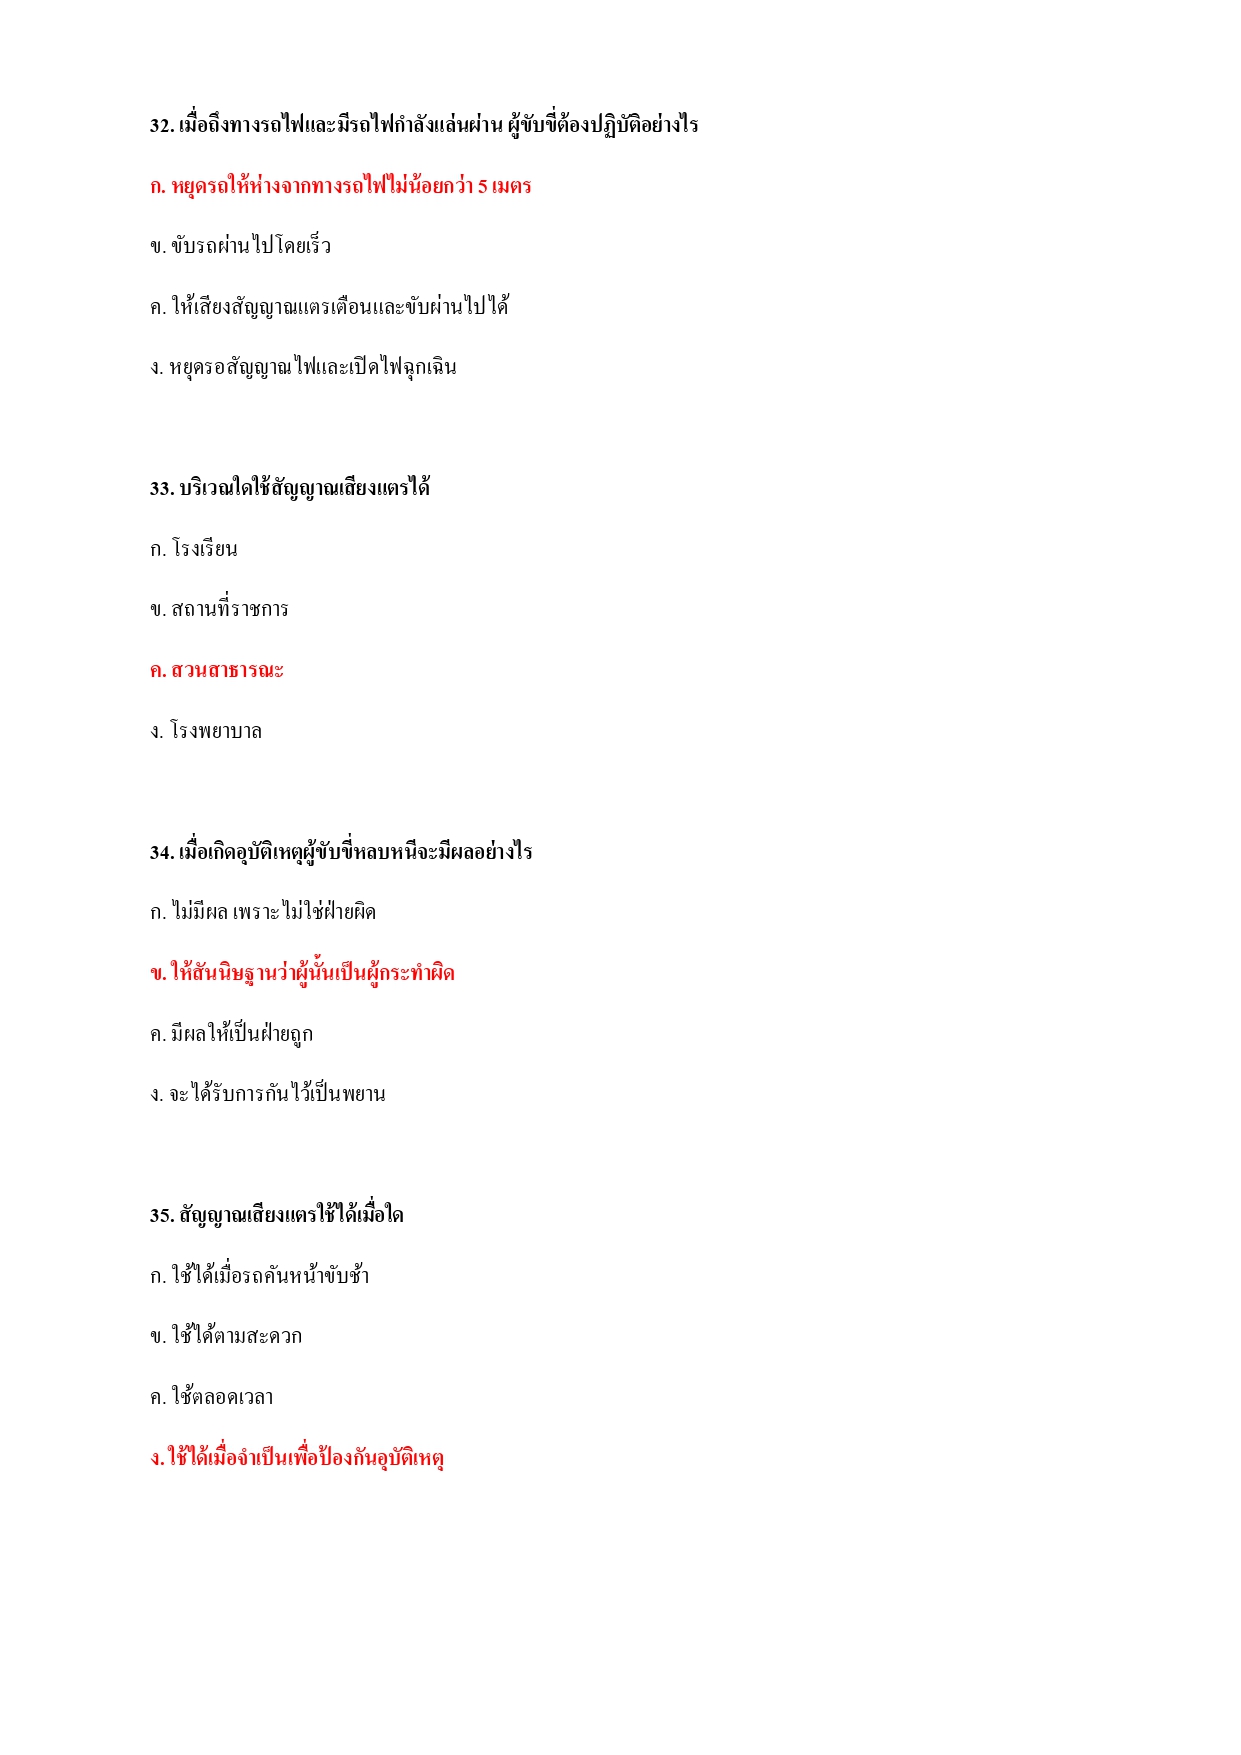 32. เมื่อถึงทางรถไฟและมีรถไฟกำลังแล่นผ่าน ผู้ขับขี่ต้องปฏิบัติอย่างไร
ก. หยุดรถให้ห่างจากทางรถไฟไม่น้อยกว่า 5 เมตร
ข. ขับรถผ่านไปโดยเร็ว
ค. ให้เสียงสัญญาณแตรเตือนและขับผ่านไปได้
ง. หยุดรอสัญญาณไฟและเปิดไฟฉุกเฉิน
33. บริเวณใดใช้สัญญาณเสียงแตรได้
ก. โรงเรียน
ข. สถานที่ราชการ
ค. สวนสาธารณะ
ง. โรงพยาบาล
34. เมื่อเกิดอุบัติเหตุผู้ขับขี่หลบหนีจะมีผลอย่างไร
ก. ไม่มีผล เพราะไม่ใช่ฝ่ายผิด
ข. ให้สันนิษฐานว่าผู้นั้นเป็นผู้กระทำผิด
ค. มีผลให้เป็นฝ่ายถูก
ง. จะได้รับการกันไว้เป็นพยาน
35. สัญญาณเสียงแตรใช้ได้เมื่อใด
ก. ใช้ได้เมื่อรถคันหน้าขับช้า
ข. ใช้ได้ตามสะดวก
ค. ใช้ตลอดเวลา
ง. ใช้ได้เมื่อจำเป็นเพื่อป้องกันอุบัติเหตุ